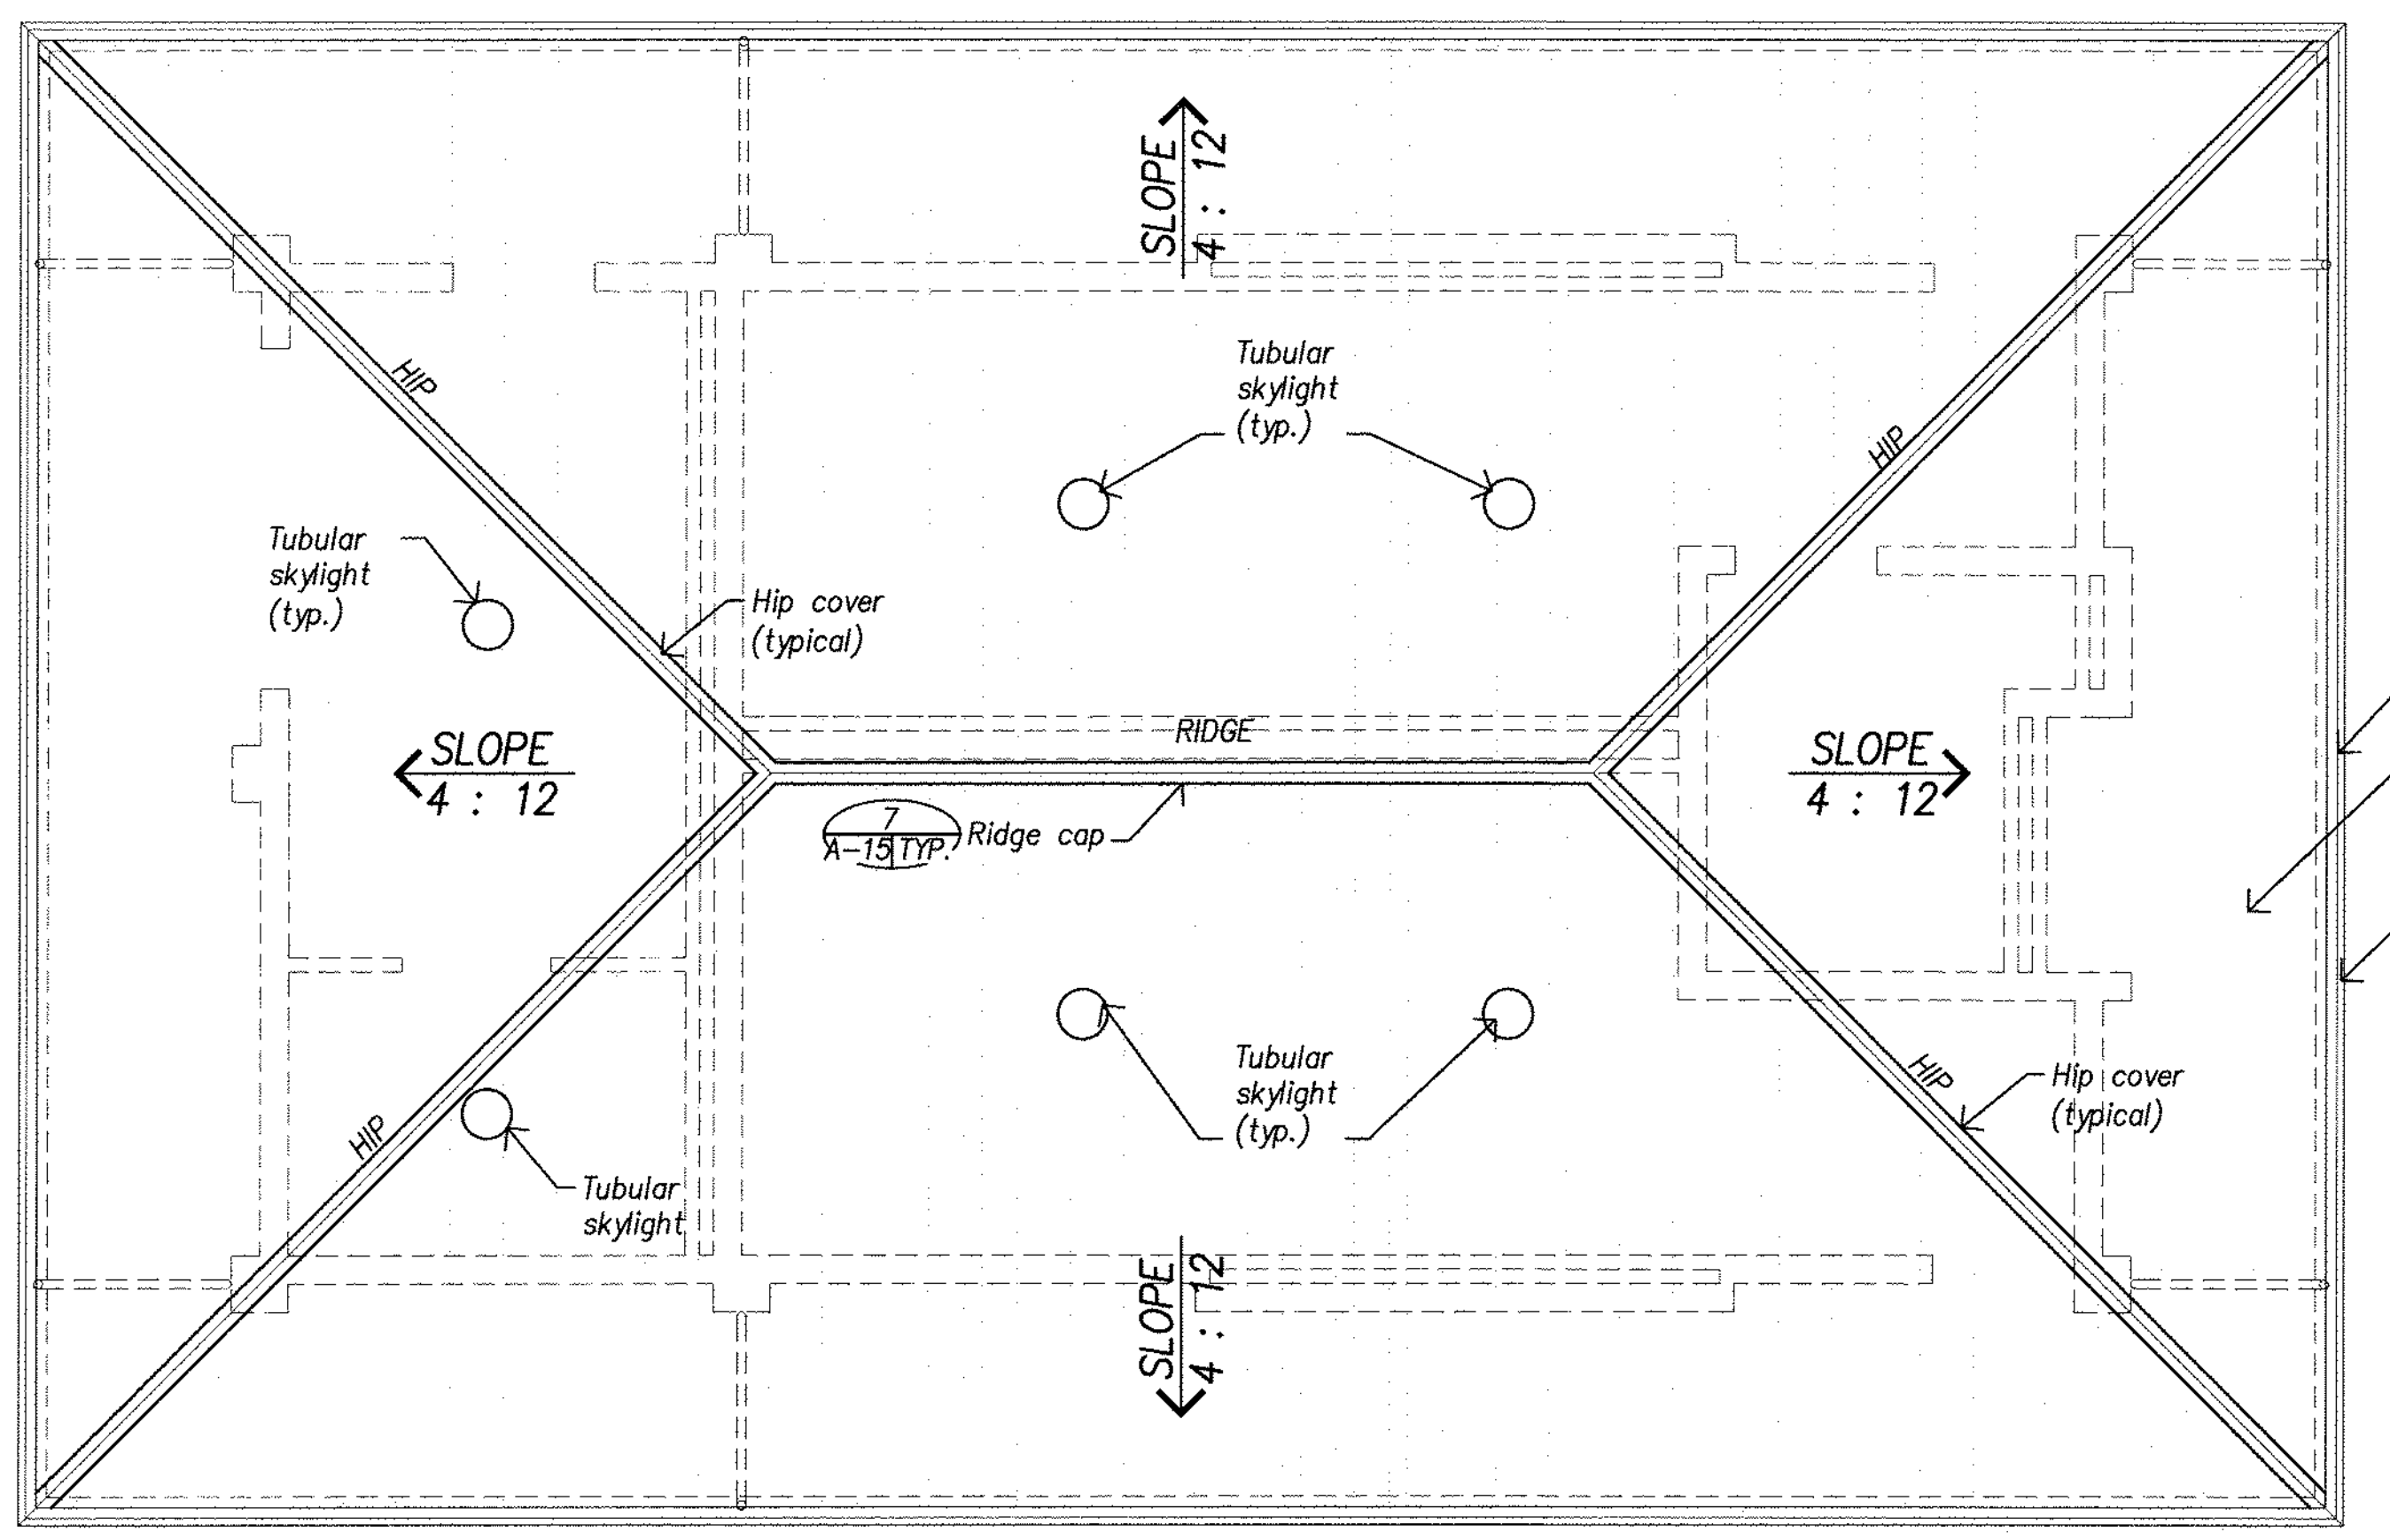 SLOPE
4 : 12
Tubular
skylight
(typ.)
HIP
HIP
Tubular
skylight
(typ.)
Hip cover
(typical)
RIDGE
SLOPE
4 : 12
SLOPE
4 : 12
7
A-15 TYP.
Ridge cap
Tubular
skylight
(typ.)
HIP
Hip cover
(typical)
HIP
Tubular
skylight
SLOPE
4 : 12